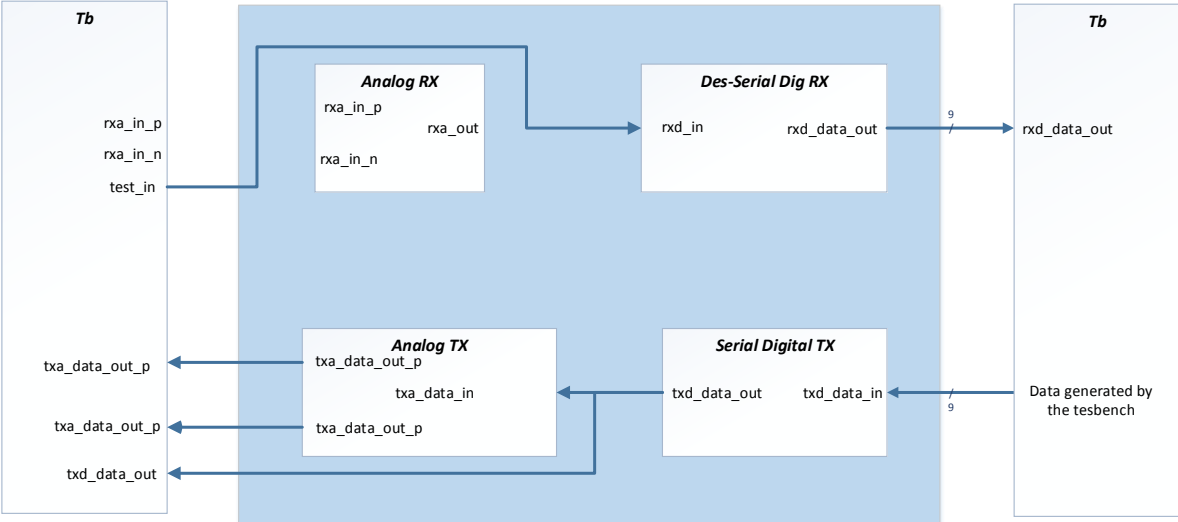 Tb
rxa_in_p
rxa_in_n
test_in
txa_data_out_p
txa_data_out_p
txd_data_out
Analog RX
rxa_in_p
rxa_out
rxa_in_n
Des-Serial Dig RX
rxd_in
rxd_data_out
9
/
Analog TX
txa_data_out_p
txa_data_in
txa_data_out_p
Serial Digital TX
txd_data_out
txd_data_in
/
9
Tb
rxd_data_out
Data generated by
the tesbench